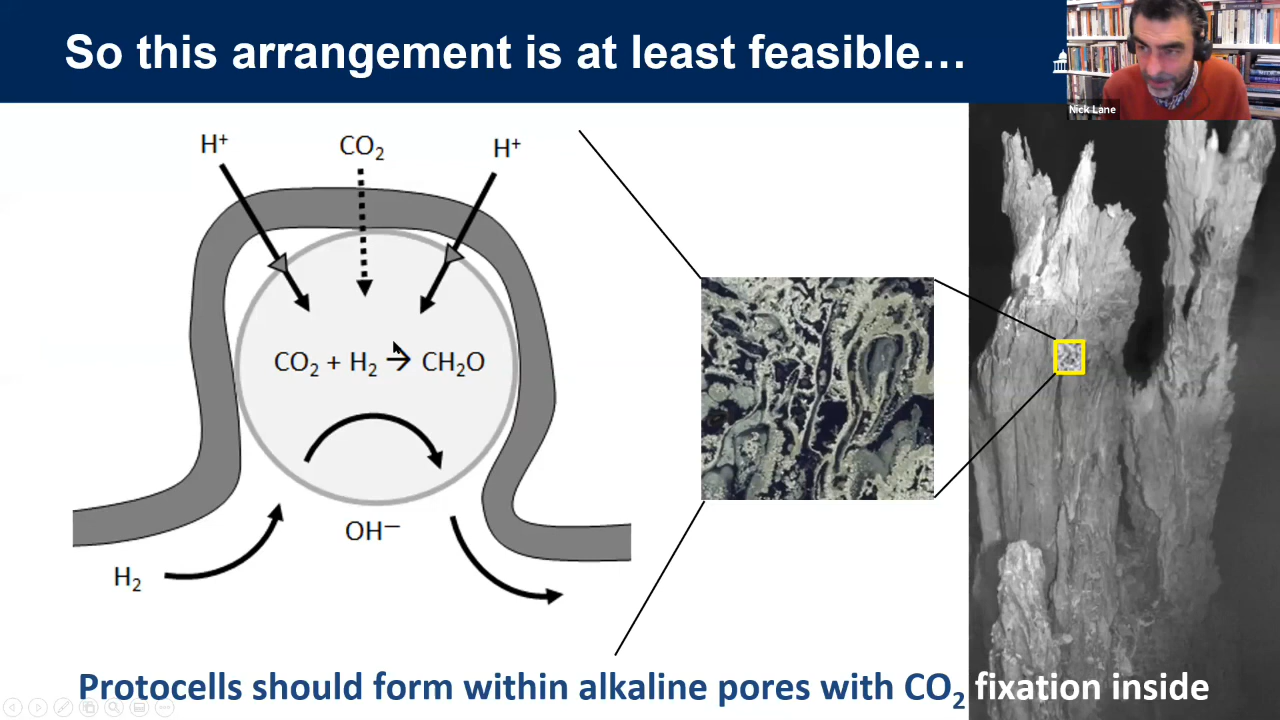 So this arrangement is at least feasible…
Nick Lane
H⁺
CO₂
H⁺
CO₂ + H₂ → CH₂O
OH⁻
H₂
Protocells should form within alkaline pores with CO₂ fixation inside